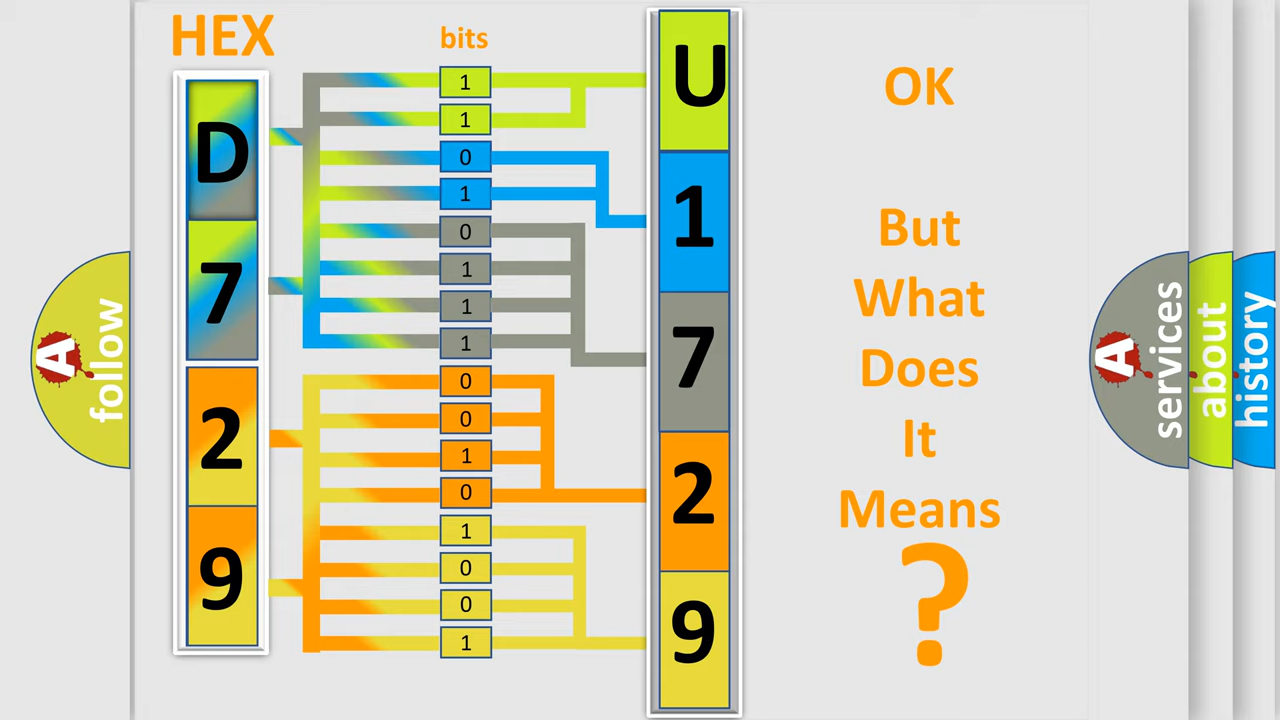 HEX
bits
D
7
2
9
1
1
0
1
0
1
1
1
0
0
1
0
1
0
0
1
U
1
7
2
9
OK
But
What
Does
It
Means
?
A
follow
A
services
about
history